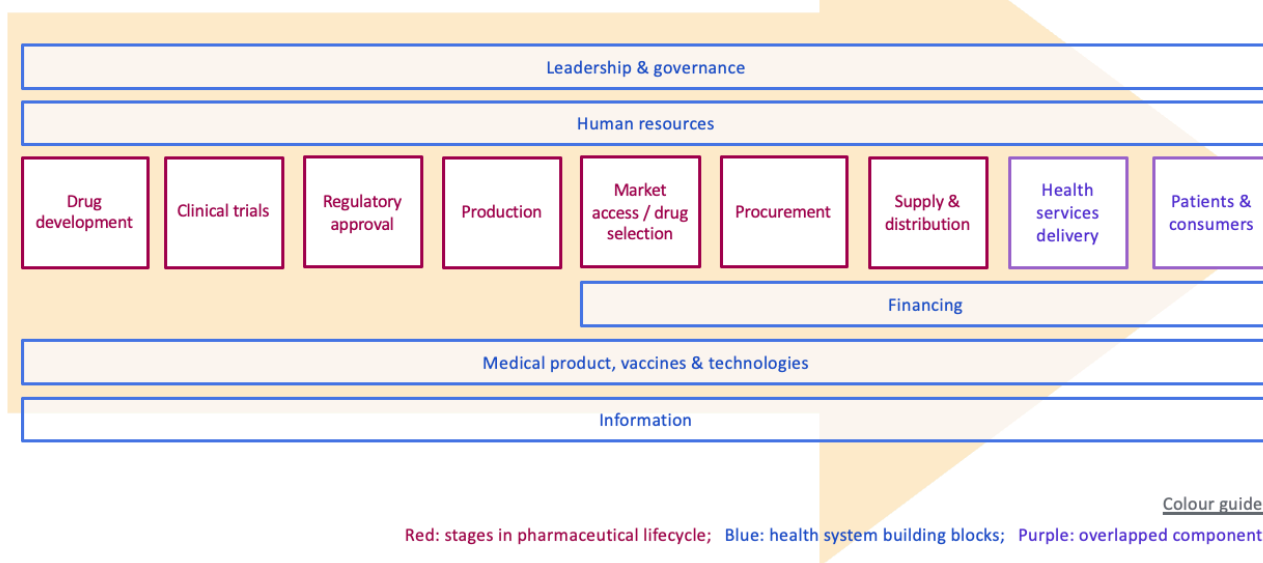 Leadership & governance
Human resources
Drug
development
Clinical trials
Regulatory
approval
Production
Market
access / drug
selection
Procurement
Supply &
distribution
Health
services
delivery
Patients &
consumers
Financing
Medical product, vaccines & technologies
Information
Colour guide
Red: stages in pharmaceutical lifecycle; Blue: health system building blocks; Purple: overlapped component